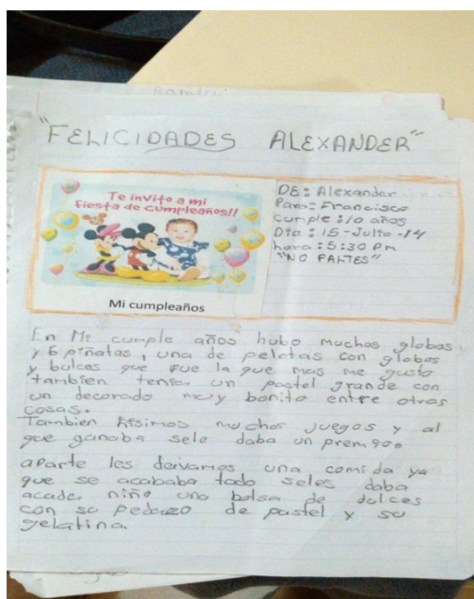 "FELICIDADES ALEXANDER"
Te invito a mi
Fiesta de cumpleaños!!
Mi cumpleaños
DE: Alexander
Para: Francisco
cumple: 10 años
Dia: 15-Julio-14
hora: 5:30 Pm
"NO FALTES"
En Mi cumple años hubo muchos globos
y 6 piñatas, una de pelotas con globos
y bulces que fue la que mas me gusto
tambien tenia un pastel grande con
un decorado muy bonito entre otras
cosas.
Tambien hisimos muchos juegos y al
que ganaba sele daba un premio
aparte les dabamos una comida ya
que se acababa todo seles daba
acada niño una bolsa de dulces
con su pedazo de pastel y su
gelatina.